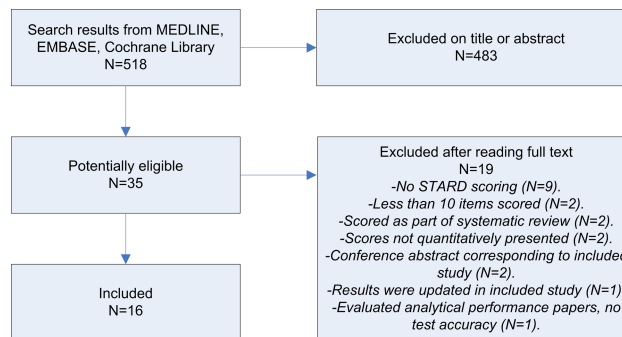 Search results from MEDLINE,
EMBASE, Cochrane Library
N=518
Excluded on title or abstract
N=483
Potentially eligible
N=35
Excluded after reading full text
N=19
-No STARD scoring (N=9).
-Less than 10 items scored (N=2).
-Scored as part of systematic review (N=2).
-Scores not quantitatively presented (N=2).
-Conference abstract corresponding to
study (N=2).
-Results were updated in included study (N=1)
-Evaluated analytical performance papers, no
test accuracy (N=1).
Included
N=16